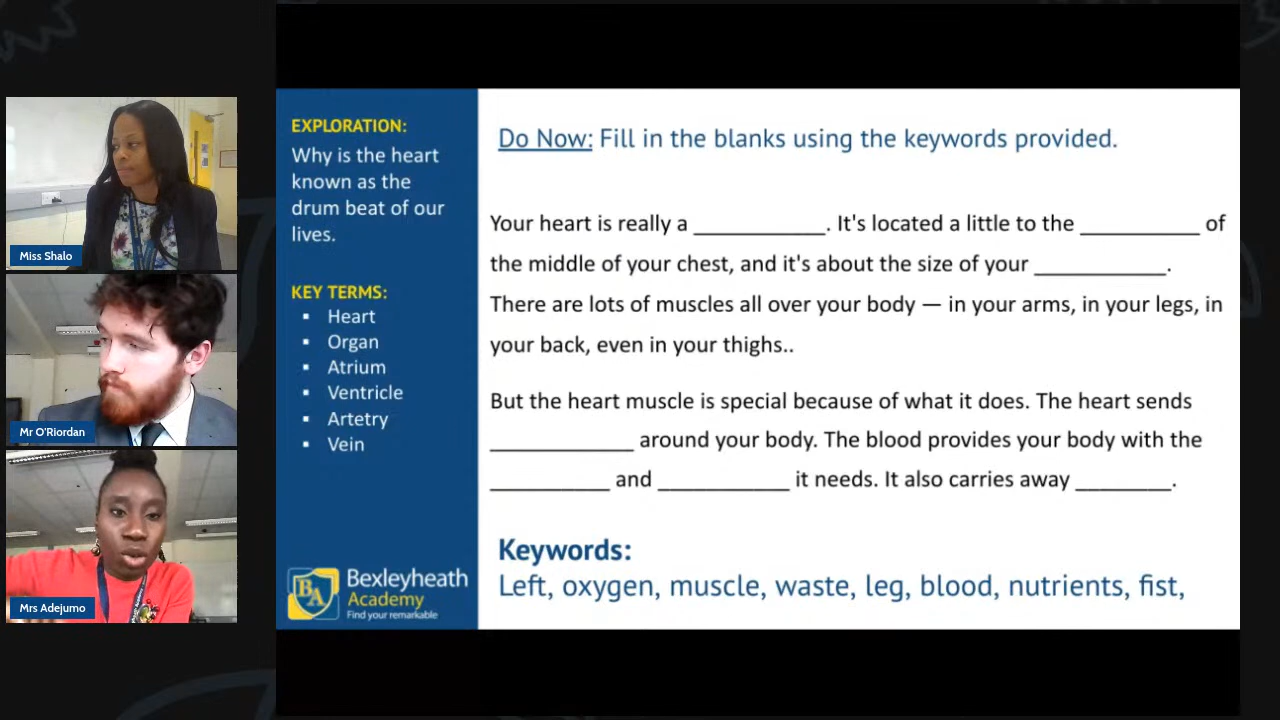 Miss Shalo
Mr O'Riordan
Mrs Adejumo
EXPLORATION:
Why is the heart
known as the
drum beat of our
lives.
KEY TERMS:
▪ Heart
▪ Organ
▪ Atrium
▪ Ventricle
▪ Artetry
▪ Vein
BA
Bexleyheath
Academy
Find your remarkable
Do Now: Fill in the blanks using the keywords provided.
Your heart is really a ___________. It's located a little to the __________ of
the middle of your chest, and it's about the size of your ___________.
There are lots of muscles all over your body — in your arms, in your legs, in
your back, even in your thighs..
But the heart muscle is special because of what it does. The heart sends
____________ around your body. The blood provides your body with the
__________ and ___________ it needs. It also carries away ________.
Keywords:
Left, oxygen, muscle, waste, leg, blood, nutrients, fist,